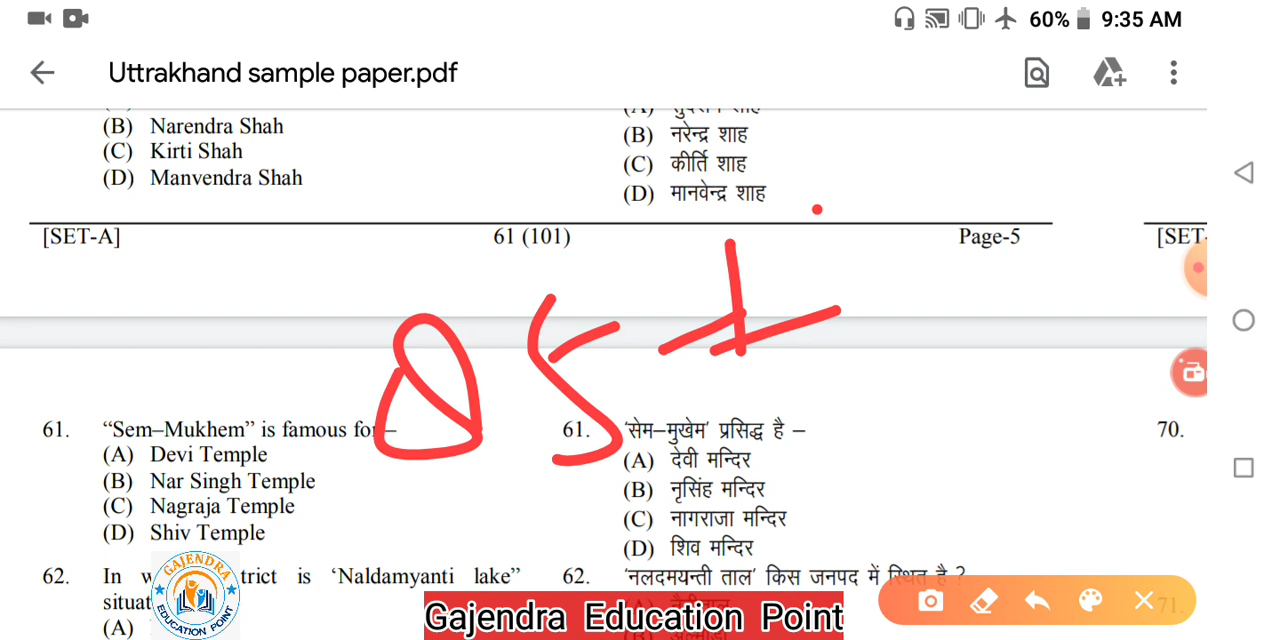 60% 9:35 AM
Uttrakhand sample paper.pdf
(B) Narendra Shah
(C) Kirti Shah
(D) Manvendra Shah
(B) नरेन्द्र शाह
(C) कीर्ति शाह
(D) मानवेन्द्र शाह
[SET-A] 61 (101) Page-5 [SET-
85
61. “Sem–Mukhem” is famous for –
(A) Devi Temple
(B) Nar Singh Temple
(C) Nagraja Temple
(D) Shiv Temple
62. In trict is ‘Naldamyanti lake”
situat
(A)
61. ‘सेम–मुखेम’ प्रसिद्ध है –
(A) देवी मन्दिर
(B) नृसिंह मन्दिर
(C) नागराजा मन्दिर
(D) शिव मन्दिर
62. ‘नलदमयन्ती ताल’ किस जनपद में स्थित है ?
70.
71.
GAJENDRA
EDUCATION POINT
Gajendra Education Point